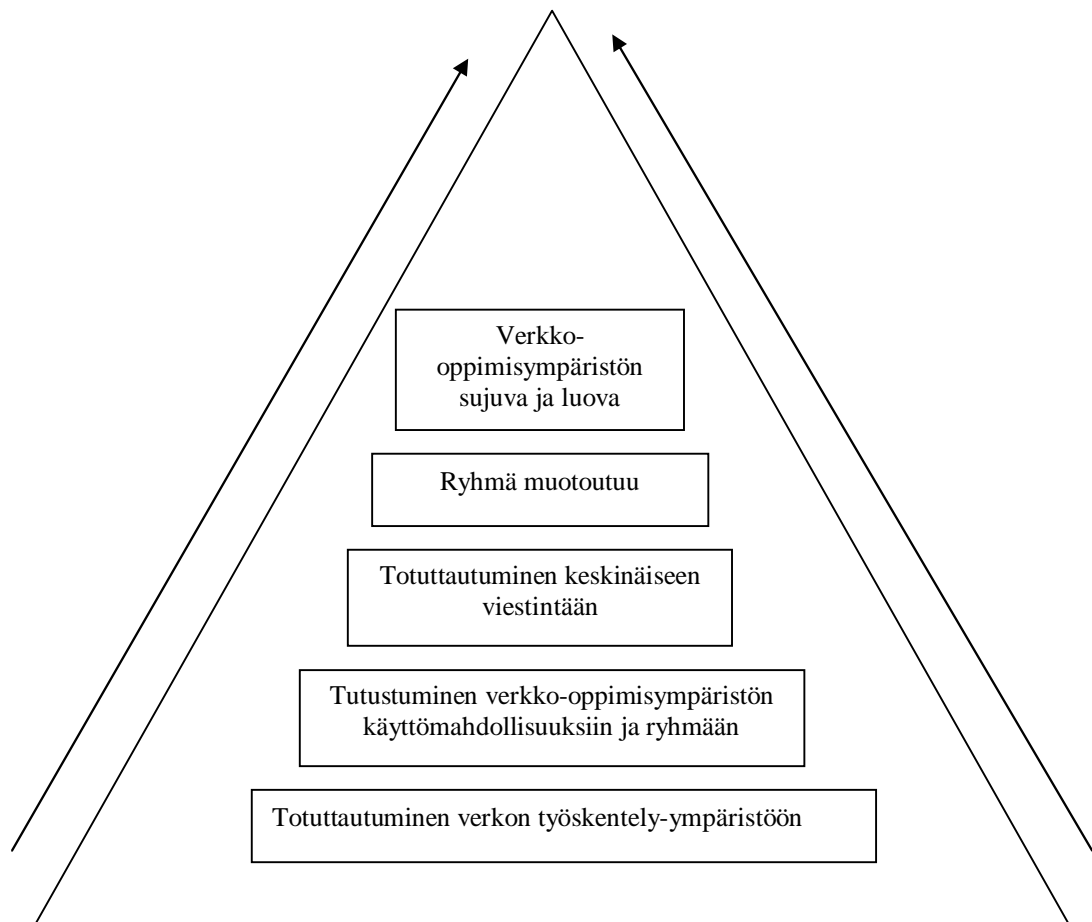 Verkko-
oppimisympäristön
sujuva ja luova
Ryhmä muotoutuu
Totuttautuminen keskinäiseen
viestintään
Tutustuminen verkko-oppimisympäristön
käyttömahdollisuuksiin ja ryhmään
Totuttautuminen verkon työskentely-ympäristöön